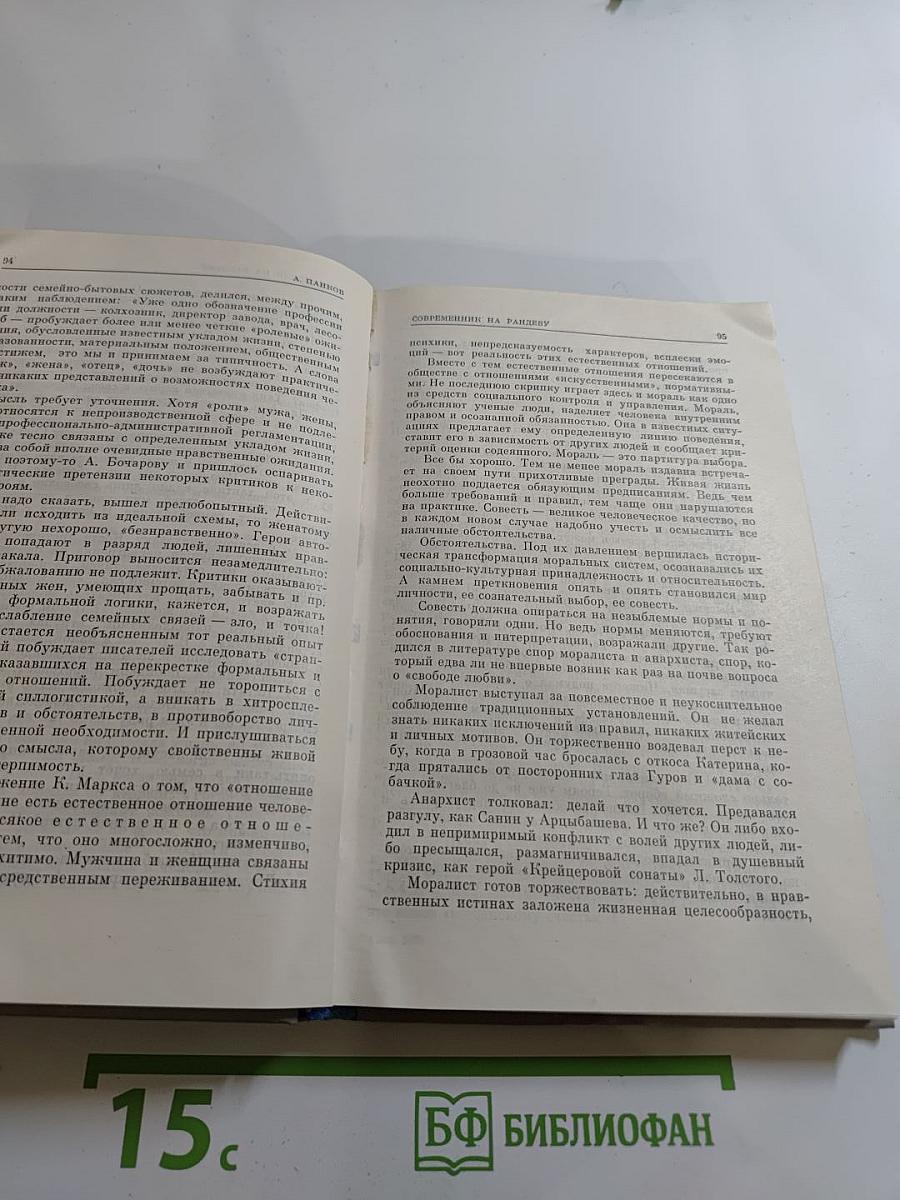 94
А. ПАНКОВ
ности семейно-бытовых сюжетов, делился, между прочим,
таким наблюдением: «Уже одно обозначение профессии
или должности — колхозник, директор завода, врач, лесо-
б — пробуждает более или менее четкие «ролевые» ожи-
ния, обусловленные известным укладом жизни, степенью
азованности, материальным положением, общественным
стижем, это мы и принимаем за типичность. А слова
ж», «жена», «отец», «дочь» не возбуждают практиче-
никаких представлений о возможностях поведения че-
ка».
ысль требует уточнения. Хотя «роли» мужа, жены,
относятся к непроизводственной сфере и не подле-
профессионально-административной регламентации,
же тесно связаны с определенным укладом жизни,
за собой вполне очевидные нравственные ожидания.
поэтому-то А. Бочарову и пришлось оспаривать
гические претензии некоторых критиков к неко-
роям.
надо сказать, вышел прелюбопытный. Действи-
ли исходить из идеальной схемы, то женатому
ругую нехорошо, «безнравственно». Герои авто-
попадают в разряд людей, лишенных нрав-
акала. Приговор выносится незамедлительно:
бжалованию не подлежит. Критики оказывают-
ных жен, умеющих прощать, забывать и пр.
формальной логики, кажется, и возражать
слабление семейных связей — зло, и точка!
стается необъясненным тот реальный опыт
й побуждает писателей исследовать «стран-
казавшихся на перекрестке формальных и
отношений. Побуждает не торопиться с
й силлогистикой, а вникать в хитроспле-
в и обстоятельств, в противоборство лич-
енной необходимости. И прислушиваться
о смысла, которому свойственны живой
ерпимость.
жение К. Маркса о том, что «отношение
не есть естественное отношение челове-
сякое естественное отноше-
тем, что оно многосложно, изменчиво,
хитимо. Мужчина и женщина связаны
средственным переживанием. Стихия
СОВРЕМЕННИК НА РАНДЕВУ
95
психики, непредсказуемость характеров, всплески эмо-
ций — вот реальность этих естественных отношений.
Вместе с тем естественные отношения пересекаются в
обществе с отношениями «искусственными», нормативны-
ми. Не последнюю скрипку играет здесь и мораль как одно
из средств социального контроля и управления. Мораль,
объясняют ученые люди, наделяет человека внутренним
правом и осознанной обязанностью. Она в известных ситу-
ациях предлагает ему определенную линию поведения,
ставит его в зависимость от других людей и сообщает кри-
терий оценки содеянного. Мораль — это партитура выбора.
Все бы хорошо. Тем не менее мораль издавна встреча-
ет на своем пути прихотливые преграды. Живая жизнь
неохотно поддается обязующим предписаниям. Ведь чем
больше требований и правил, тем чаще они нарушаются
на практике. Совесть — великое человеческое качество, но
в каждом новом случае надобно учесть и осмыслить все
наличные обстоятельства.
Обстоятельства. Под их давлением вершилась истори-
ческая трансформация моральных систем, осознавались их
социально-культурная принадлежность и относительность.
А камнем преткновения опять и опять становился мир
личности, ее сознательный выбор, ее совесть.
Совесть должна опираться на незыблемые нормы и по-
нятия, говорили одни. Но ведь нормы меняются, требуют
обоснования и интерпретации, возражали другие. Так ро-
дился в литературе спор моралиста и анархиста, спор, ко-
торый едва ли не впервые возник как раз на почве вопроса
о «свободе любви».
Моралист выступал за повсеместное и неукоснительное
соблюдение традиционных установлений. Он не желал
знать никаких исключений из правил, никаких житейских
и личных мотивов. Он торжественно воздевал перст к не-
бу, когда в грозовой час бросалась с откоса Катерина, ко-
гда прятались от посторонних глаз Гуров и «дама с со-
бачкой».
Анархист толковал: делай что хочется. Предавался
разгулу, как Санин у Арцыбашева. И что же? Он либо вхо-
дил в непримиримый конфликт с волей других людей, ли-
бо пресыщался, размагничивался, впадал в душевный
кризис, как герой «Крейцеровой сонаты» Л. Толстого.
Моралист готов торжествовать: действительно, в нрав-
ственных истинах заложена жизненная целесообразность,
15 с
БФ БИБЛИОФАН